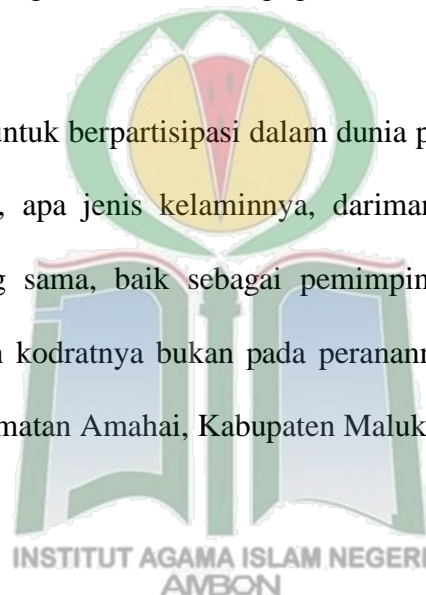 untuk berpartisipasi dalam dunia p
, apa jenis kelaminnya, dariman
g sama, baik sebagai pemimpin
n kodratnya bukan pada peranann
matan Amahai, Kabupaten Maluk
INSTITUT AGAMA ISLAM NEGERI
AMBON